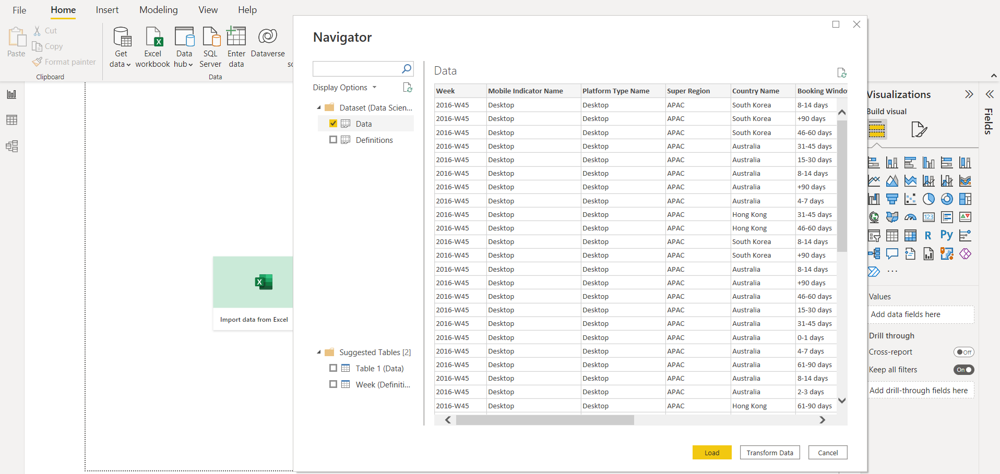 File Home Insert Modeling View Help
Paste
Cut
Copy
Format painter
Clipboard
Get data
Excel workbook
Data hub
SQL Server
Enter data
Dataverse
sc
Data
Import data from Excel
Navigator
Display Options
Dataset (Data Scien...
Data
Definitions
Suggested Tables [2]
Table 1 (Data)
Week (Definiti...
Data
Week Mobile Indicator Name Platform Type Name Super Region Country Name Booking Windo
2016-W45 Desktop Desktop APAC South Korea 8-14 days
2016-W45 Desktop Desktop APAC South Korea +90 days
2016-W45 Desktop Desktop APAC South Korea 46-60 days
2016-W45 Desktop Desktop APAC Australia 31-45 days
2016-W45 Desktop Desktop APAC Australia 15-30 days
2016-W45 Desktop Desktop APAC Australia 8-14 days
2016-W45 Desktop Desktop APAC Australia +90 days
2016-W45 Desktop Desktop APAC Australia 4-7 days
2016-W45 Desktop Desktop APAC Hong Kong 31-45 days
2016-W45 Desktop Desktop APAC Hong Kong 46-60 days
2016-W45 Desktop Desktop APAC South Korea 8-14 days
2016-W45 Desktop Desktop APAC South Korea +90 days
2016-W45 Desktop Desktop APAC Australia 8-14 days
2016-W45 Desktop Desktop APAC Australia +90 days
2016-W45 Desktop Desktop APAC Australia 46-60 days
2016-W45 Desktop Desktop APAC Australia 15-30 days
2016-W45 Desktop Desktop APAC Australia 31-45 days
2016-W45 Desktop Desktop APAC Australia 0-1 days
2016-W45 Desktop Desktop APAC Australia 4-7 days
2016-W45 Desktop Desktop APAC Australia 61-90 days
2016-W45 Desktop Desktop APAC Australia 8-14 days
2016-W45 Desktop Desktop APAC Australia 2-3 days
2016-W45 Desktop Desktop APAC Hong Kong 61-90 days
Load Transform Data Cancel
Visualizations
Build visual
123
R Py
Values
Add data fields here
Drill through
Cross-report Off
Keep all filters On
Add drill-through fields here
Fields